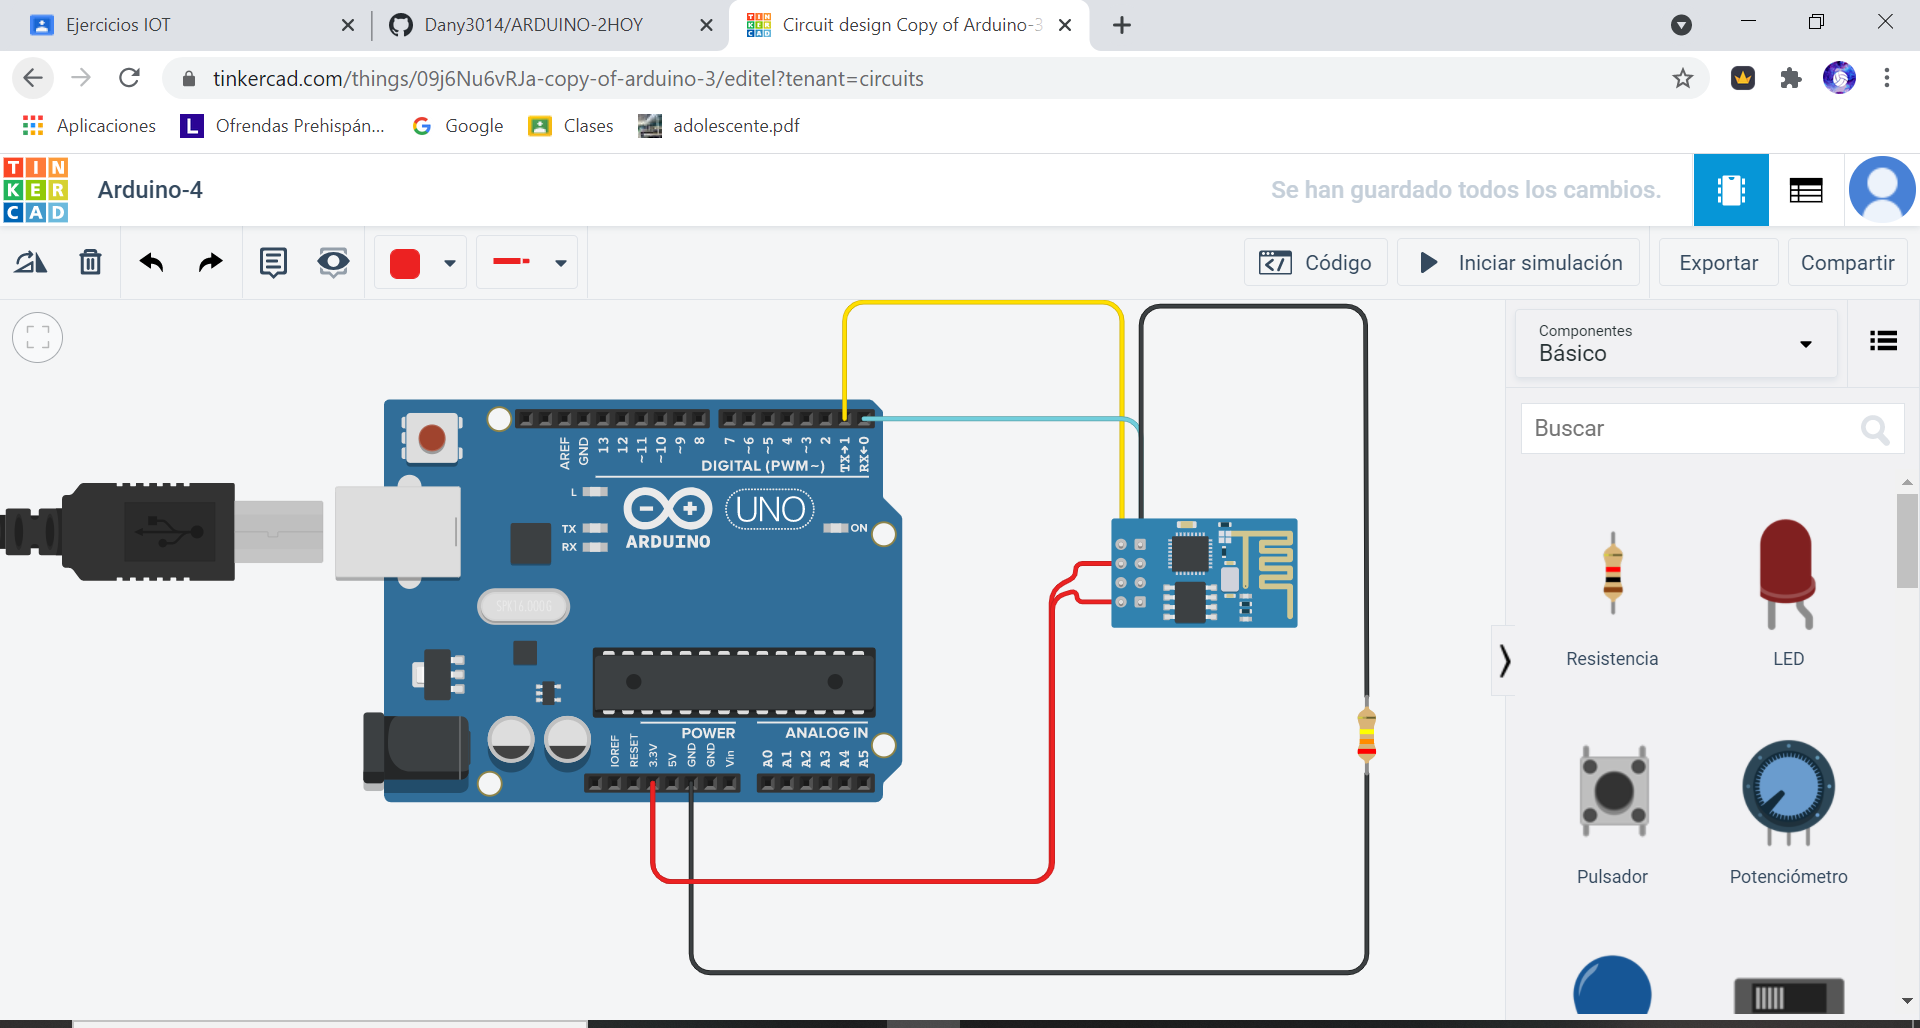 Ejercicios IOT
Dany3014/ARDUINO-2HOY
Circuit design Copy of Arduino-3
tinkercad.com/things/09j6Nu6vRJa-copy-of-arduino-3/editel?tenant=circuits
Aplicaciones
L
Ofrendas Prehispán...
Google
Clases
adolescente.pdf
TIN
KER
CAD
Arduino-4
Se han guardado todos los cambios.
Código
Iniciar simulación
Exportar
Compartir
Componentes
Básico
Buscar
AREF
GND
13
12
~11
~10
~9
8
7
~6
~5
4
~3
2
TX→1
RX←0
DIGITAL (PWM~)
L
TX
RX
UNO
ARDUINO
ON
SPK16.000G
POWER
ANALOG IN
IOREF
RESET
3.3V
5V
GND
GND
Vin
A0
A1
A2
A3
A4
A5
Resistencia
LED
Pulsador
Potenciómetro